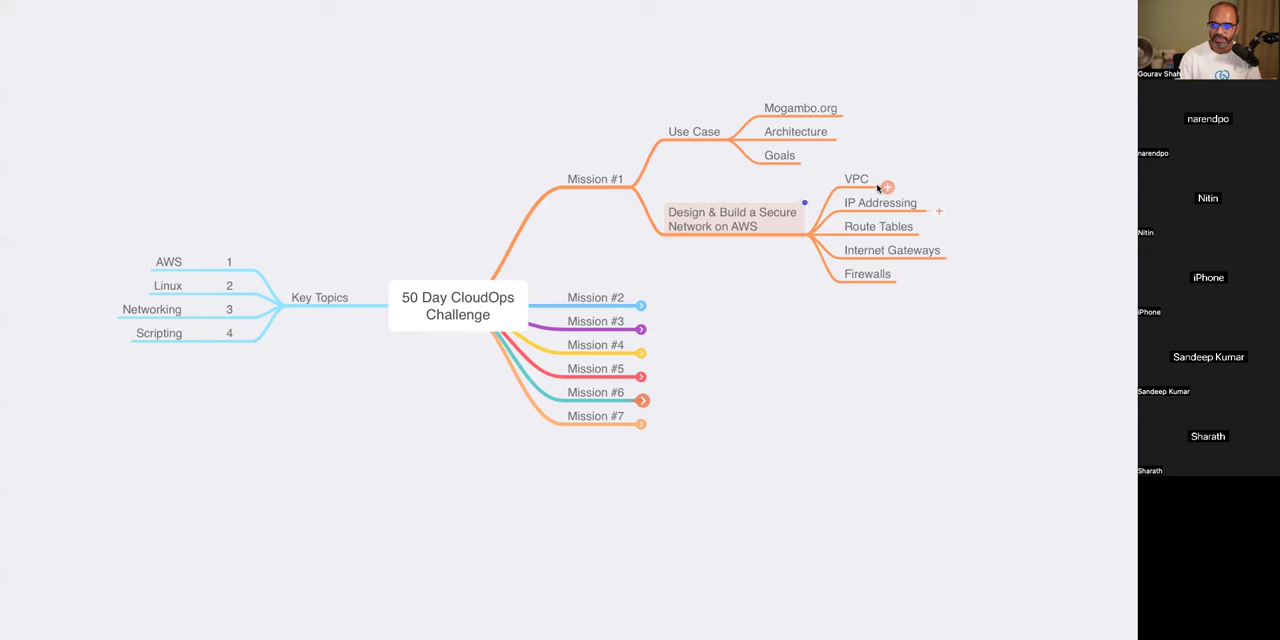 Mogambo.org
Use Case
Architecture
Goals
Mission #1
VPC
IP Addressing
Design & Build a Secure
Network on AWS
Route Tables
Internet Gateways
Firewalls
AWS 1
Linux 2
Networking 3
Scripting 4
Key Topics
50 Day CloudOps
Challenge
Mission #2
Mission #3
Mission #4
Mission #5
Mission #6
Mission #7
Gourav Shah
narendpo
narendpo
Nitin
Nitin
iPhone
iPhone
Sandeep Kumar
Sandeep Kumar
Sharath
Sharath